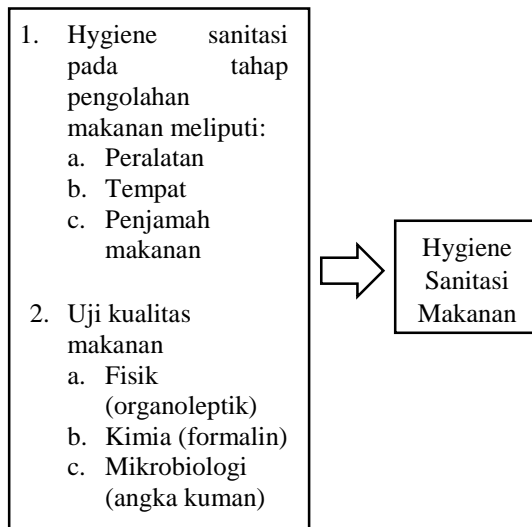 1. Hygiene sanitasi
pada tahap
pengolahan
makanan meliputi:
a. Peralatan
b. Tempat
c. Penjamah
makanan
2. Uji kualitas
makanan
a. Fisik
(organoleptik)
b. Kimia (formalin)
c. Mikrobiologi
(angka kuman)
Hygiene
Sanitasi
Makanan